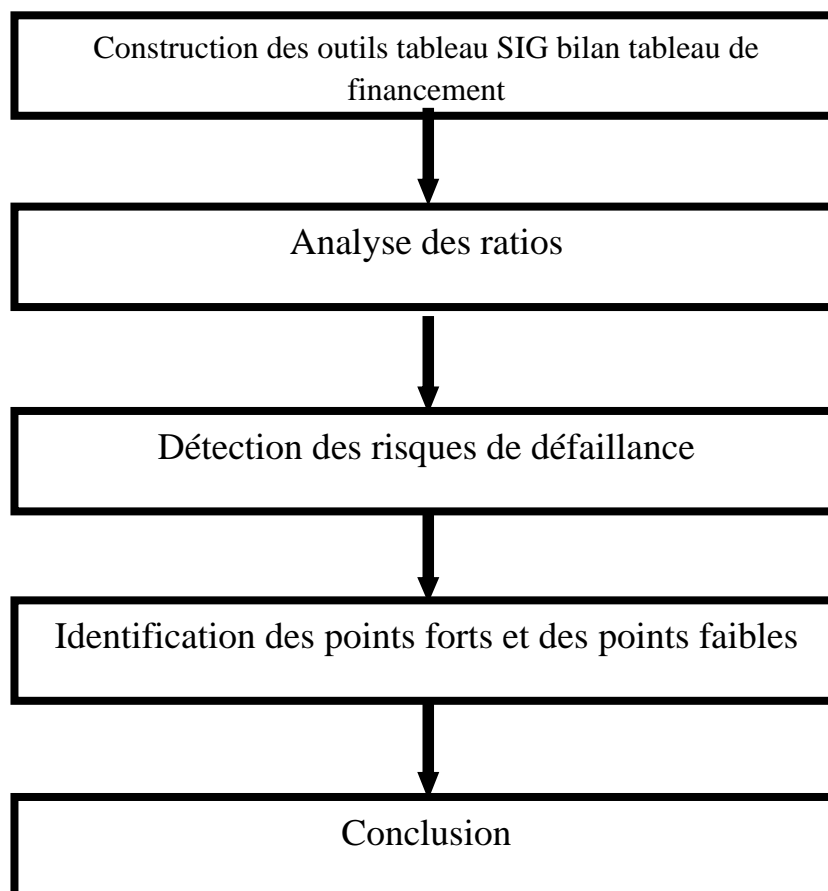 Construction des outils tableau SIG bilan tableau de
financement
Analyse des ratios
Détection des risques de défaillance
Identification des points forts et des points faibles
Conclusion